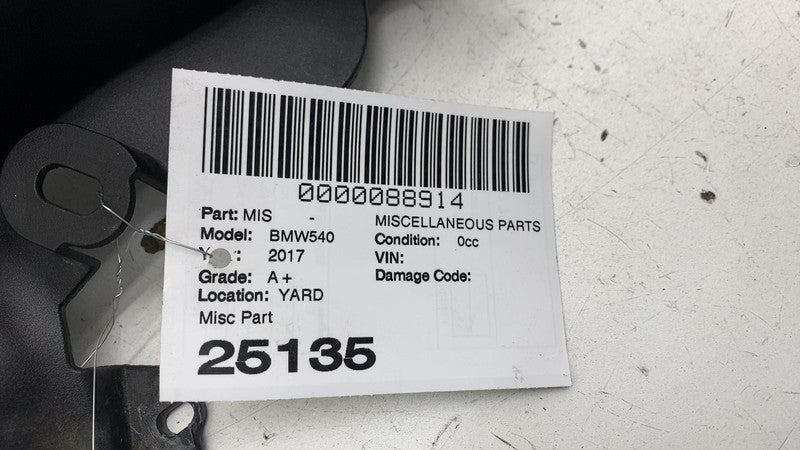 0000088914
Part: MIS - MISCELLANEOUS PARTS
Model: BMW540 Condition: 0cc
2017 VIN:
Grade: A+ Damage Code:
Location: YARD
Misc Part
25135